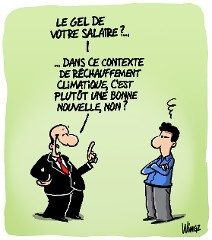 LE GEL DE
VOTRE SALAIRE ?...
... DANS CE CONTEXTE
DE RÉCHAUFFEMENT
CLIMATIQUE, C'EST
PLUTÔT UNE BONNE
NOUVELLE, NON ?